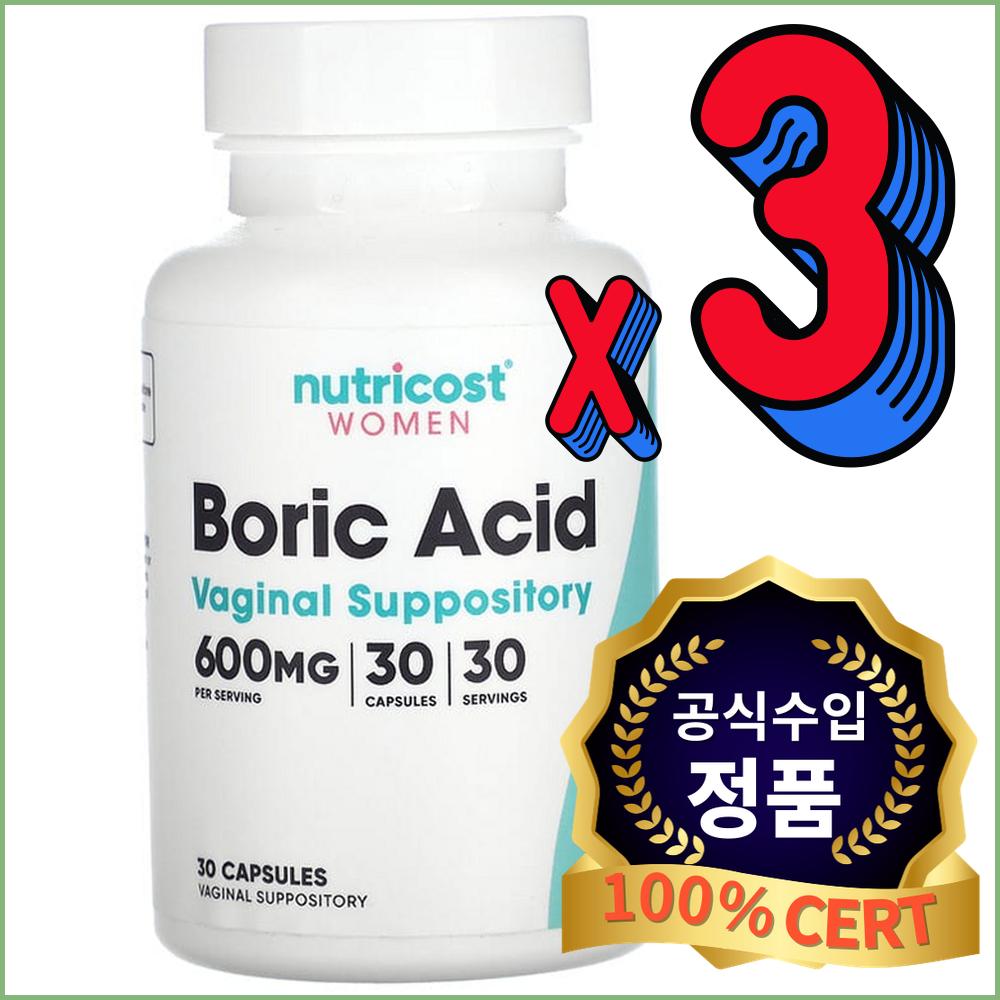 x3
nutricost®
WOMEN
Boric Acid
Vaginal Suppository
600MG
PER SERVING
30
CAPSULES
30
SERVINGS
30 CAPSULES
VAGINAL SUPPOSITORY
공식수입
정품
100% CERT